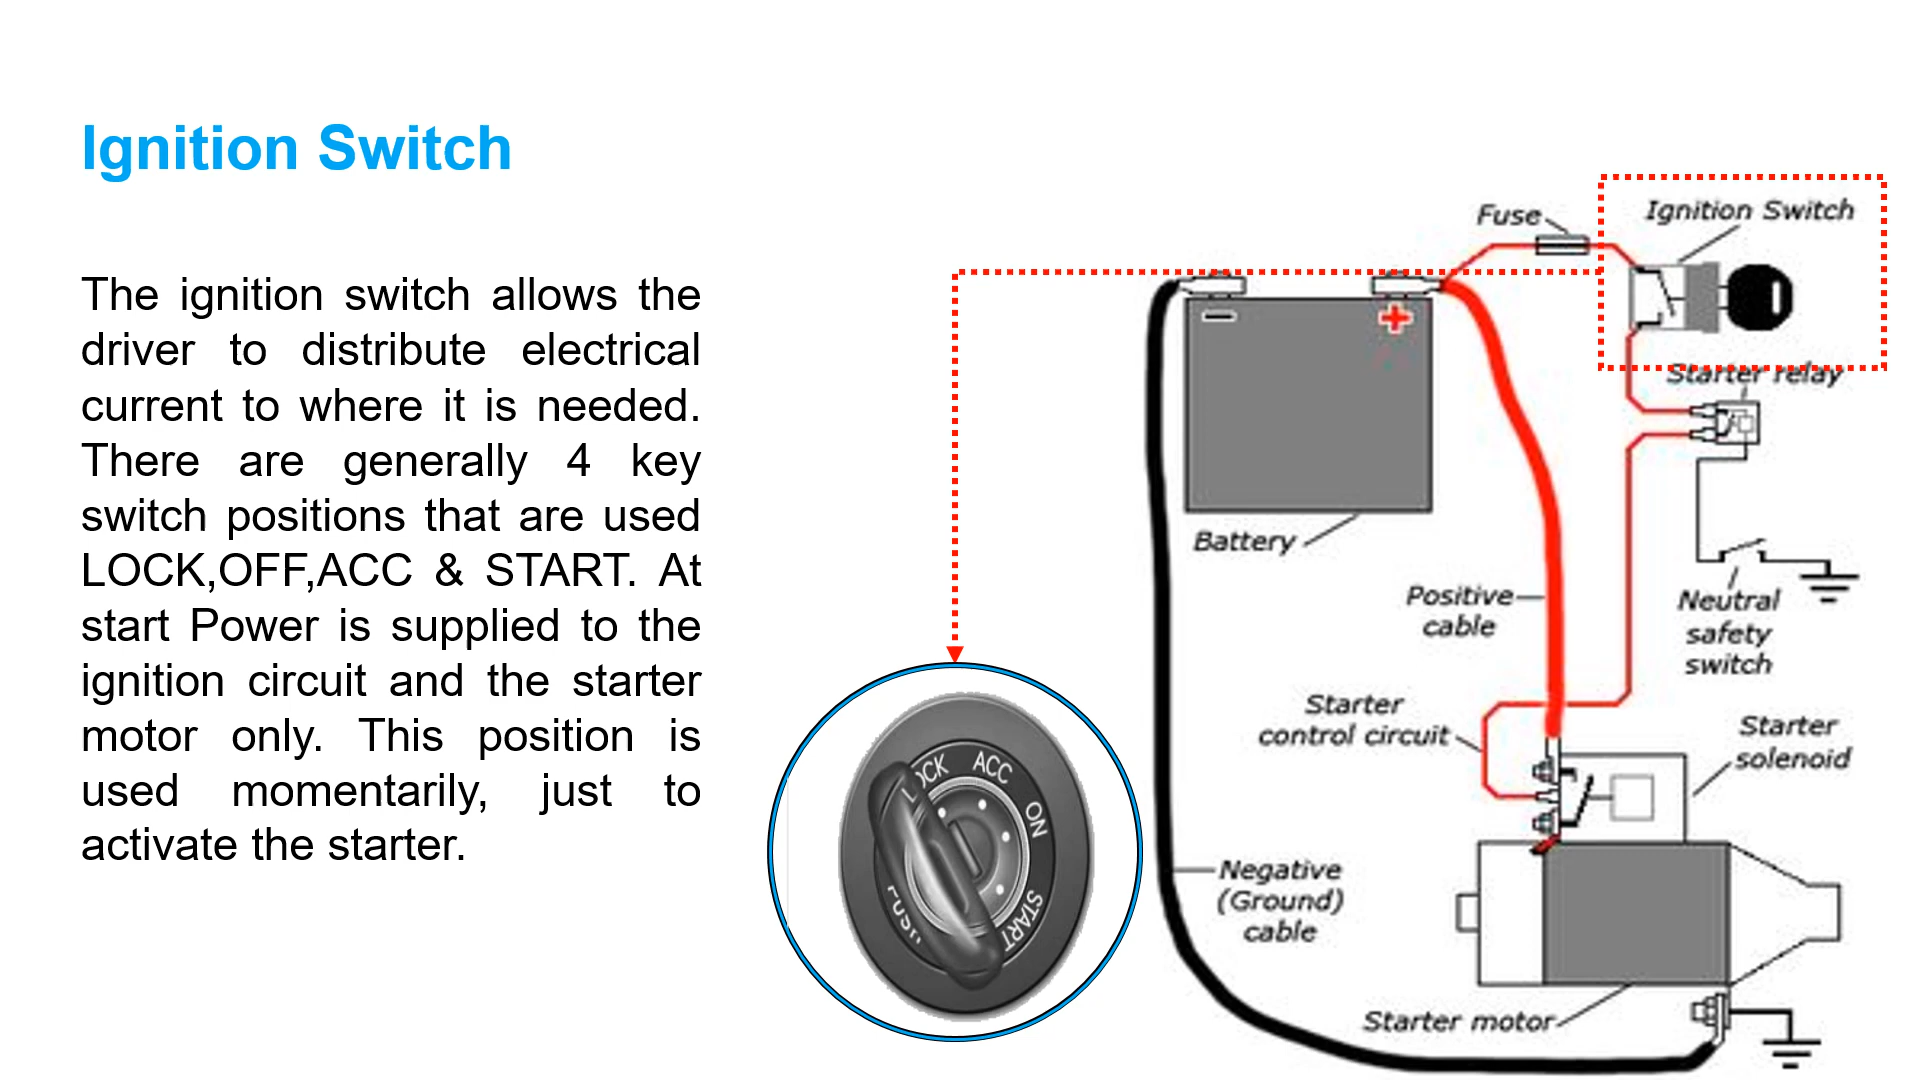 Ignition Switch
The ignition switch allows the
driver to distribute electrical
current to where it is needed.
There are generally 4 key
switch positions that are used
LOCK,OFF,ACC & START. At
start Power is supplied to the
ignition circuit and the starter
motor only. This position is
used momentarily, just to
activate the starter.
Fuse
Ignition Switch
Starter relay
Battery
Positive
cable
Neutral
safety
switch
Starter
control circuit
Starter
solenoid
Negative
(Ground)
cable
Starter motor
LOCK
ACC
ON
START
PUSH